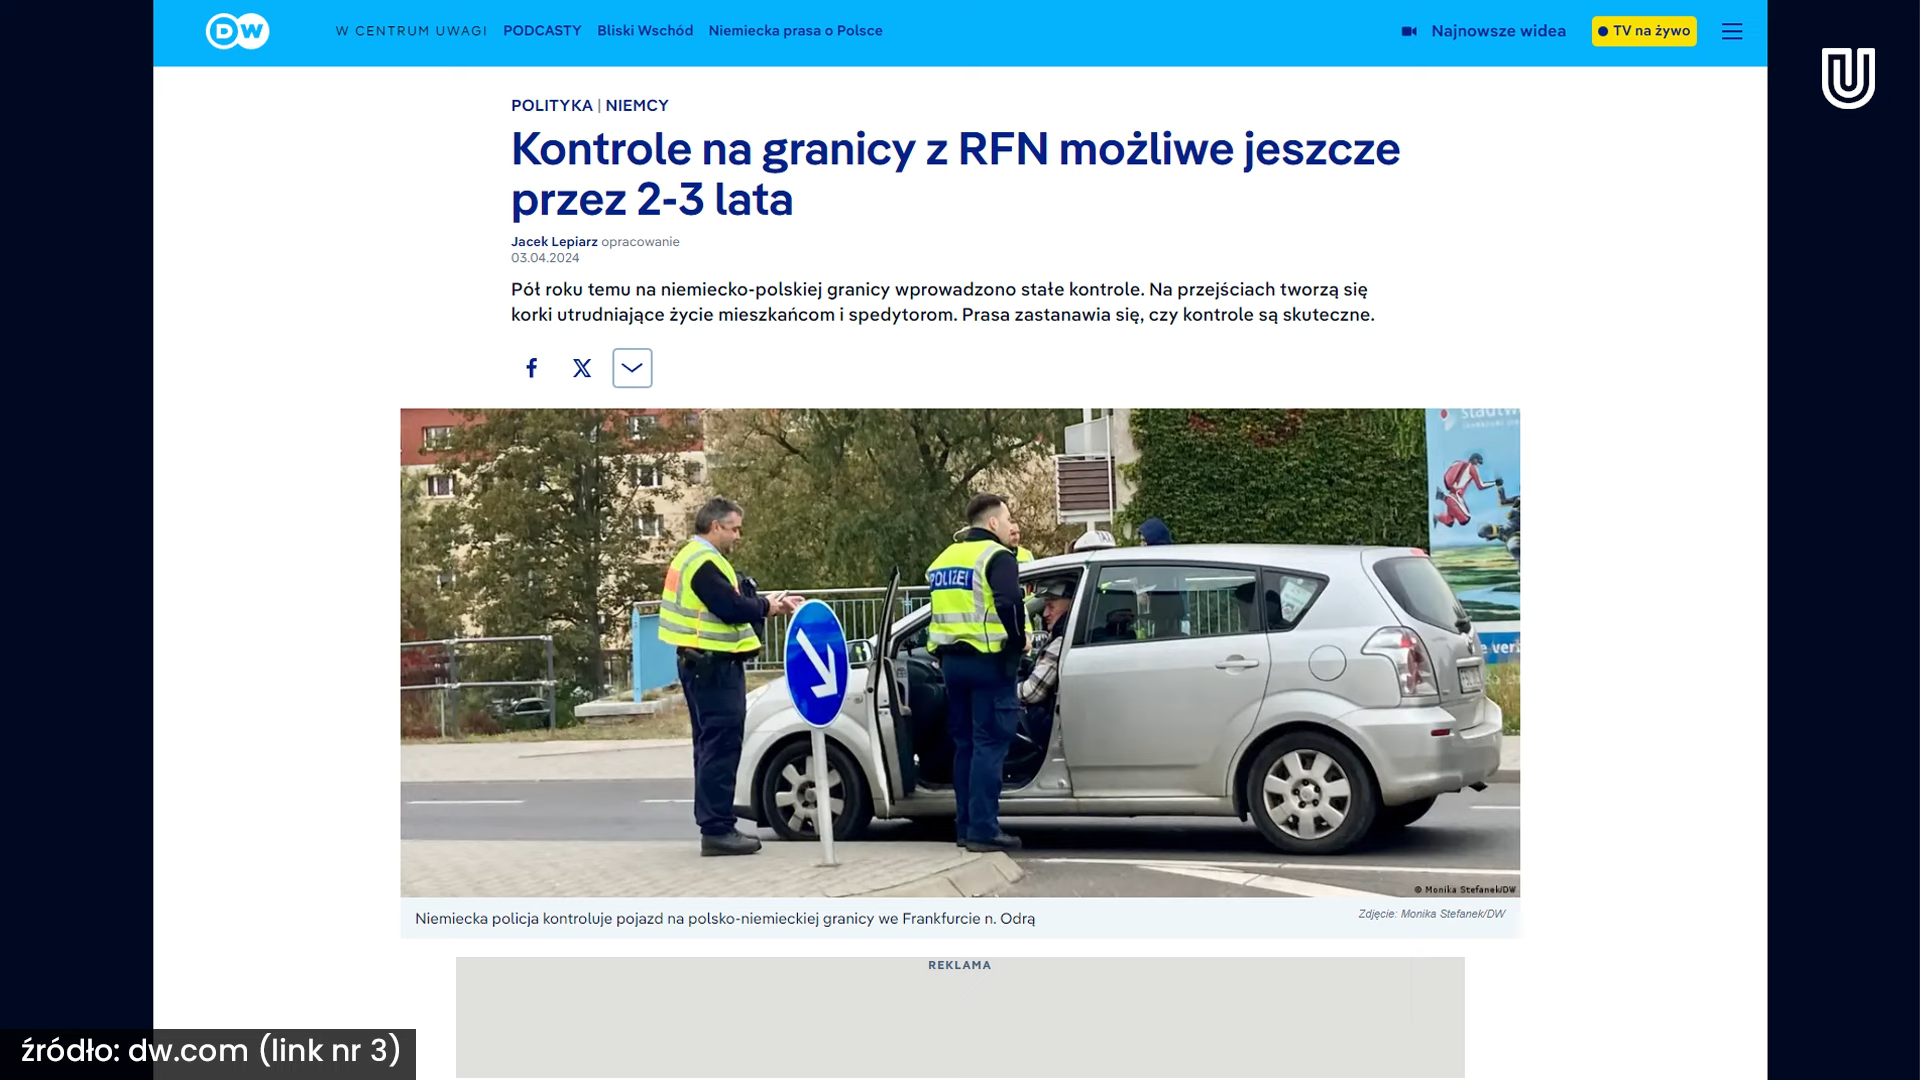 DW
W CENTRUM UWAGI PODCASTY Bliski Wschód Niemiecka prasa o Polsce
Najnowsze widea
TV na żywo
POLITYKA | NIEMCY
Kontrole na granicy z RFN możliwe jeszcze
przez 2-3 lata
Jacek Lepiarz opracowanie
03.04.2024
Pół roku temu na niemiecko-polskiej granicy wprowadzono stałe kontrole. Na przejściach tworzą się
korki utrudniające życie mieszkańcom i spedytorom. Prasa zastanawia się, czy kontrole są skuteczne.
POLIZEI
© Monika Stefanek/DW
Niemiecka policja kontroluje pojazd na polsko-niemieckiej granicy we Frankfurcie n. Odrą
Zdjęcie: Monika Stefanek/DW
REKLAMA
źródło: dw.com (link nr 3)